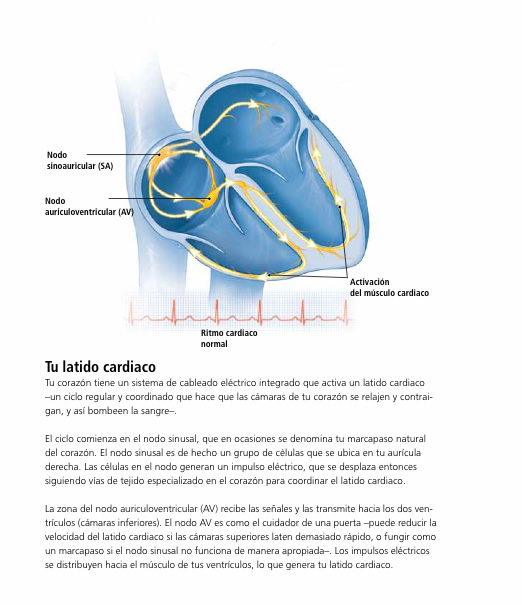 Nodo
sinoauricular (SA)
Nodo
auriculoventricular (AV)
Activación
del músculo cardiaco
Ritmo cardiaco
normal
Tu latido cardiaco
Tu corazón tiene un sistema de cableado eléctrico integrado que activa un latido cardiaco
–un ciclo regular y coordinado que hace que las cámaras de tu corazón se relajen y contrai-
gan, y así bombeen la sangre–.
El ciclo comienza en el nodo sinusal, que en ocasiones se denomina tu marcapaso natural
del corazón. El nodo sinusal es de hecho un grupo de células que se ubica en tu aurícula
derecha. Las células en el nodo generan un impulso eléctrico, que se desplaza entonces
siguiendo vías de tejido especializado en el corazón para coordinar el latido cardiaco.
La zona del nodo auriculoventricular (AV) recibe las señales y las transmite hacia los dos ven-
trículos (cámaras inferiores). El nodo AV es como el cuidador de una puerta –puede reducir la
velocidad del latido cardiaco si las cámaras superiores laten demasiado rápido, o fungir como
un marcapaso si el nodo sinusal no funciona de manera apropiada–. Los impulsos eléctricos
se distribuyen hacia el músculo de tus ventrículos, lo que genera tu latido cardiaco.